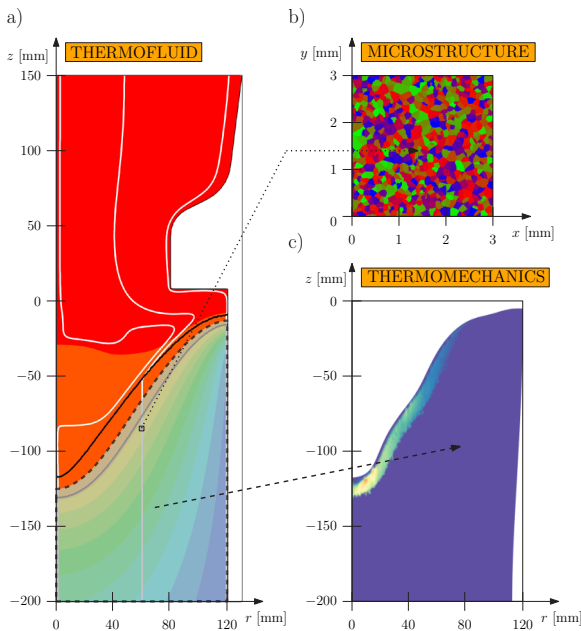 a)
z [mm]
THERMOFLUID
150
100
50
0
−50
−100
−150
−200
0
40
80
120
r [mm]
b)
y [mm]
MICROSTRUCTURE
3
2
1
0
0
1
2
3
x [mm]
c)
z [mm]
THERMOMECHANICS
0
−50
−100
−150
−200
0
40
80
120
r [mm]